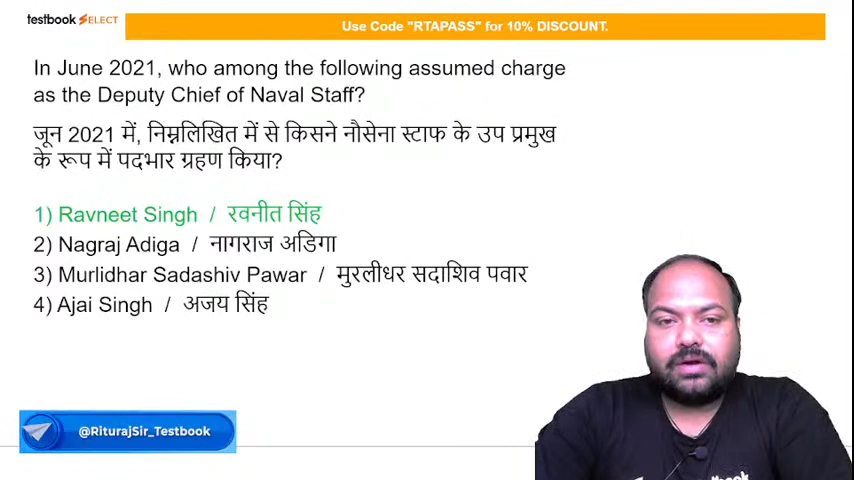 testbook SELECT
Use Code "RTAPASS" for 10% DISCOUNT.
In June 2021, who among the following assumed charge
as the Deputy Chief of Naval Staff?
जून 2021 में, निम्नलिखित में से किसने नौसेना स्टाफ के उप प्रमुख
के रूप में पदभार ग्रहण किया?
1) Ravneet Singh / रवनीत सिंह
2) Nagraj Adiga / नागराज अडिगा
3) Murlidhar Sadashiv Pawar / मुरलीधर सदाशिव पवार
4) Ajai Singh / अजय सिंह
@RiturajSir_Testbook